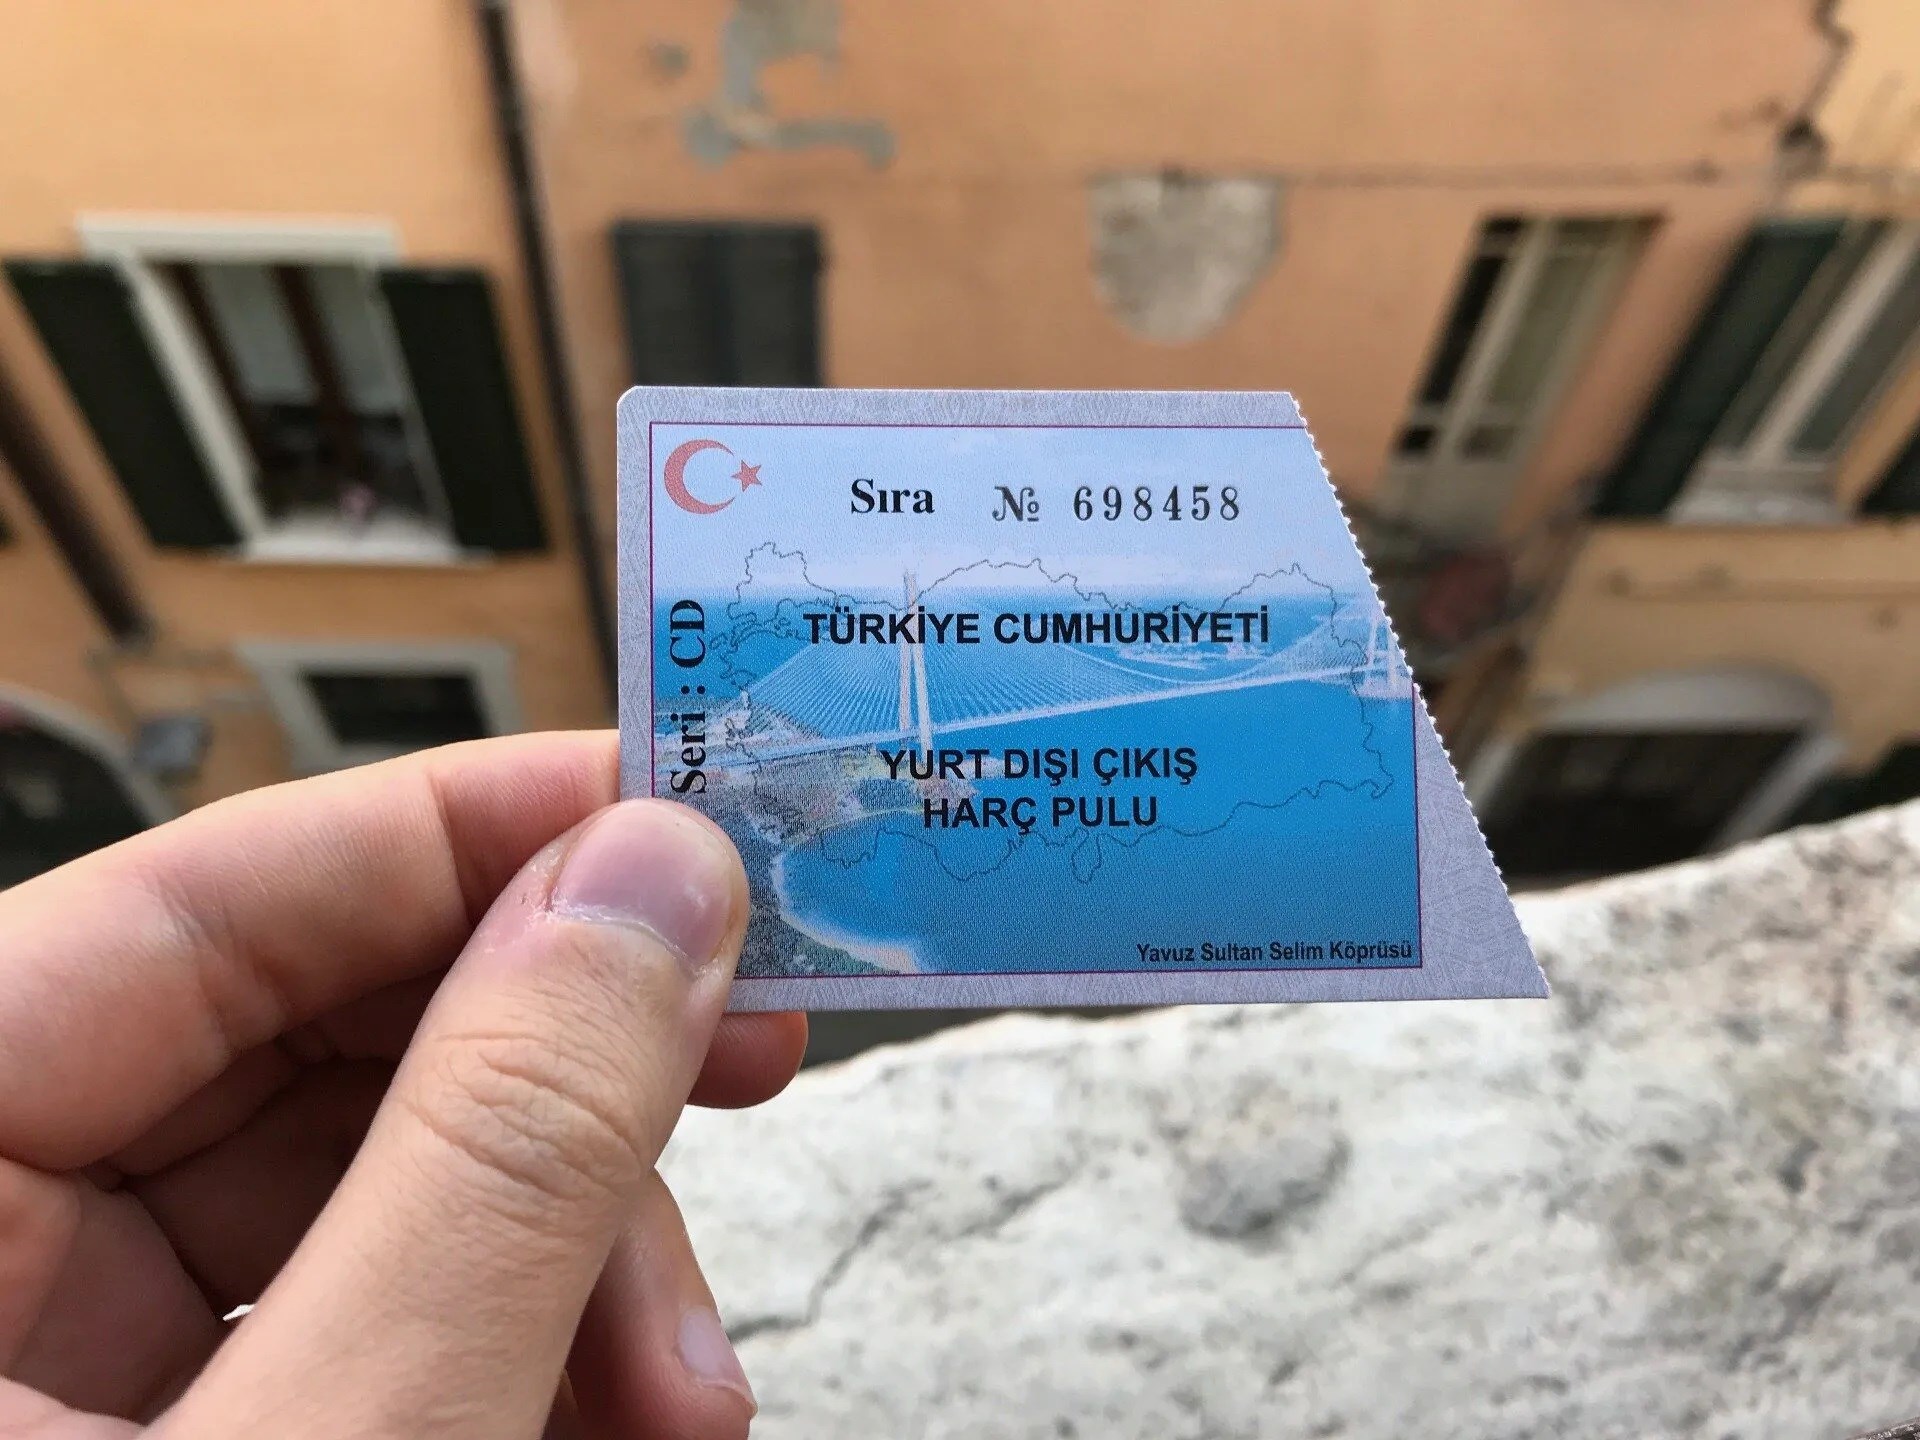 Sıra № 698458
Seri : CD
TÜRKİYE CUMHURİYETİ
YURT DIŞI ÇIKIŞ
HARÇ PULU
Yavuz Sultan Selim Köprüsü